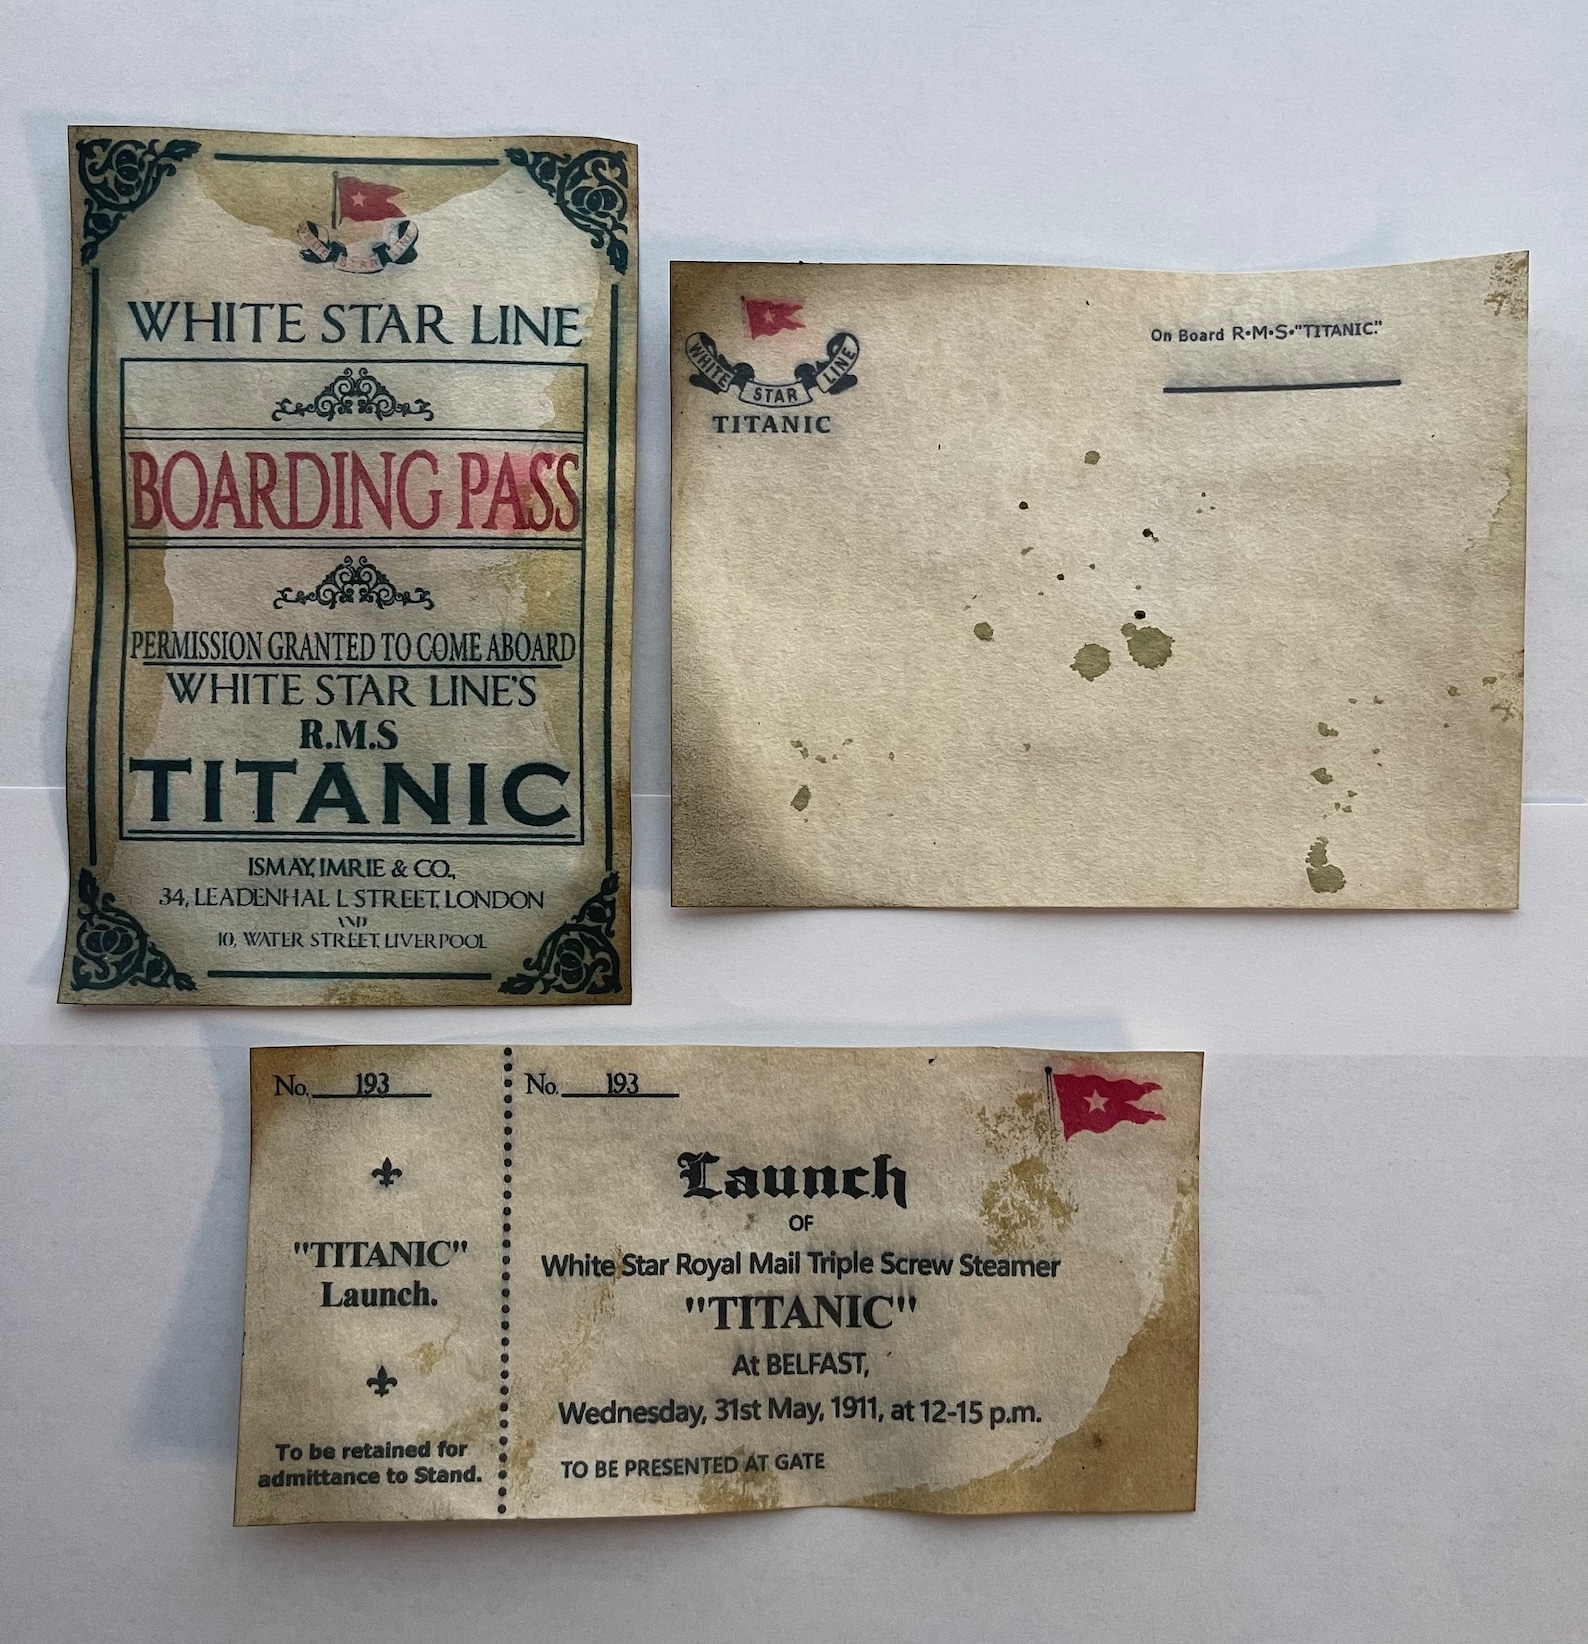 WHITE STAR LINE
WHITE STAR LINE
BOARDING PASS
PERMISSION GRANTED TO COME ABOARD
WHITE STAR LINE'S
R.M.S
TITANIC
ISMAY, IMRIE & CO.,
34, LEADENHAL L STREET, LONDON
AND
10, WATER STREET, LIVERPOOL
WHITE STAR LINE
TITANIC
On Board R•M•S•"TITANIC."
No. 193
"TITANIC"
Launch.
To be retained for
admittance to Stand.
No. 193
Launch
OF
White Star Royal Mail Triple Screw Steamer
"TITANIC"
At BELFAST,
Wednesday, 31st May, 1911, at 12-15 p.m.
TO BE PRESENTED AT GATE